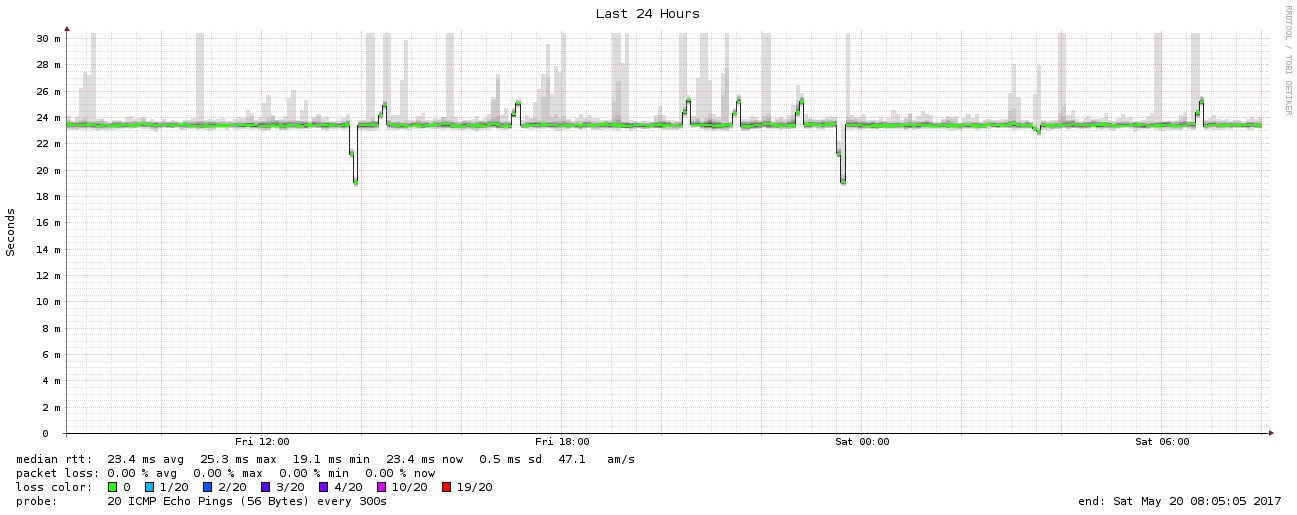 Last 24 Hours
RRDTOOL / TOBI OETIKER
30 m
28 m
26 m
24 m
22 m
20 m
18 m
16 m
14 m
12 m
10 m
8 m
6 m
4 m
2 m
0
Seconds
Fri 12:00 Fri 18:00 Sat 00:00 Sat 06:00
median rtt: 23.4 ms avg 25.3 ms max 19.1 ms min 23.4 ms now 0.5 ms sd 47.1 am/s
packet loss: 0.00 % avg 0.00 % max 0.00 % min 0.00 % now
loss color: 0 1/20 2/20 3/20 4/20 10/20 19/20
probe: 20 ICMP Echo Pings (56 Bytes) every 300s end: Sat May 20 08:05:05 2017